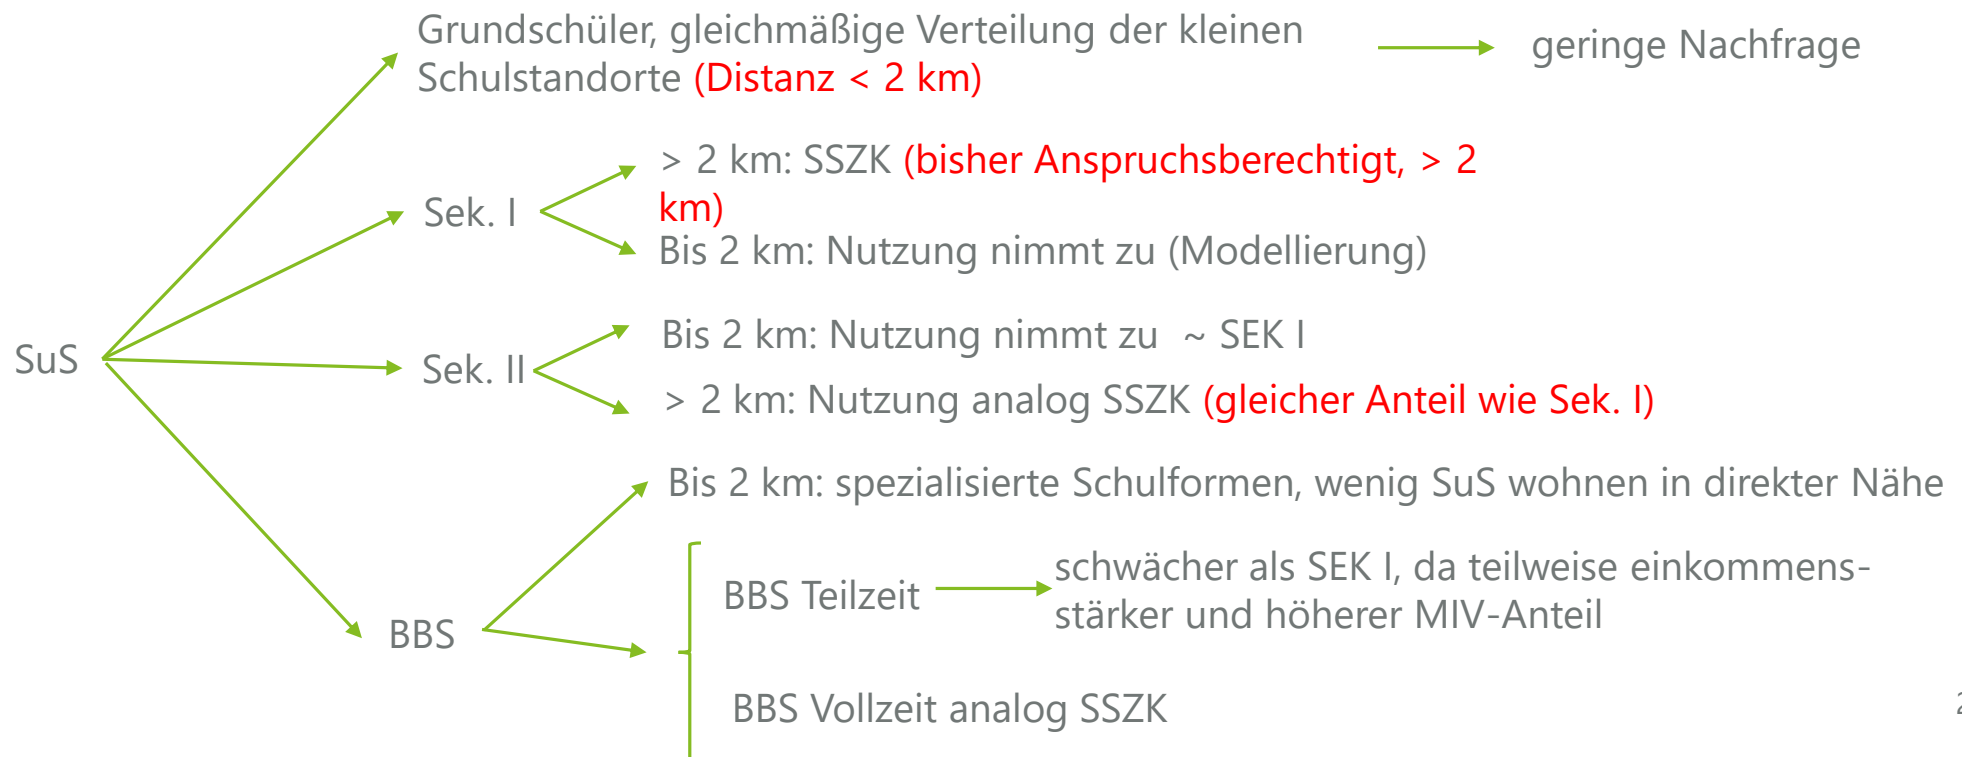 Grundschüler, gleichmäßige Verteilung der kleinen
Schulstandorte (Distanz < 2 km)
geringe Nachfrage
> 2 km: SSZK (bisher Anspruchsberechtigt, > 2
km)
Sek. I
Bis 2 km: Nutzung nimmt zu (Modellierung)
Bis 2 km: Nutzung nimmt zu ~ SEK I
SuS
Sek. II
> 2 km: Nutzung analog SSZK (gleicher Anteil wie Sek. I)
Bis 2 km: spezialisierte Schulformen, wenig SuS wohnen in direkter Nähe
BBS
BBS Teilzeit
schwächer als SEK I, da teilweise einkommens-
stärker und höherer MIV-Anteil
BBS Vollzeit analog SSZK